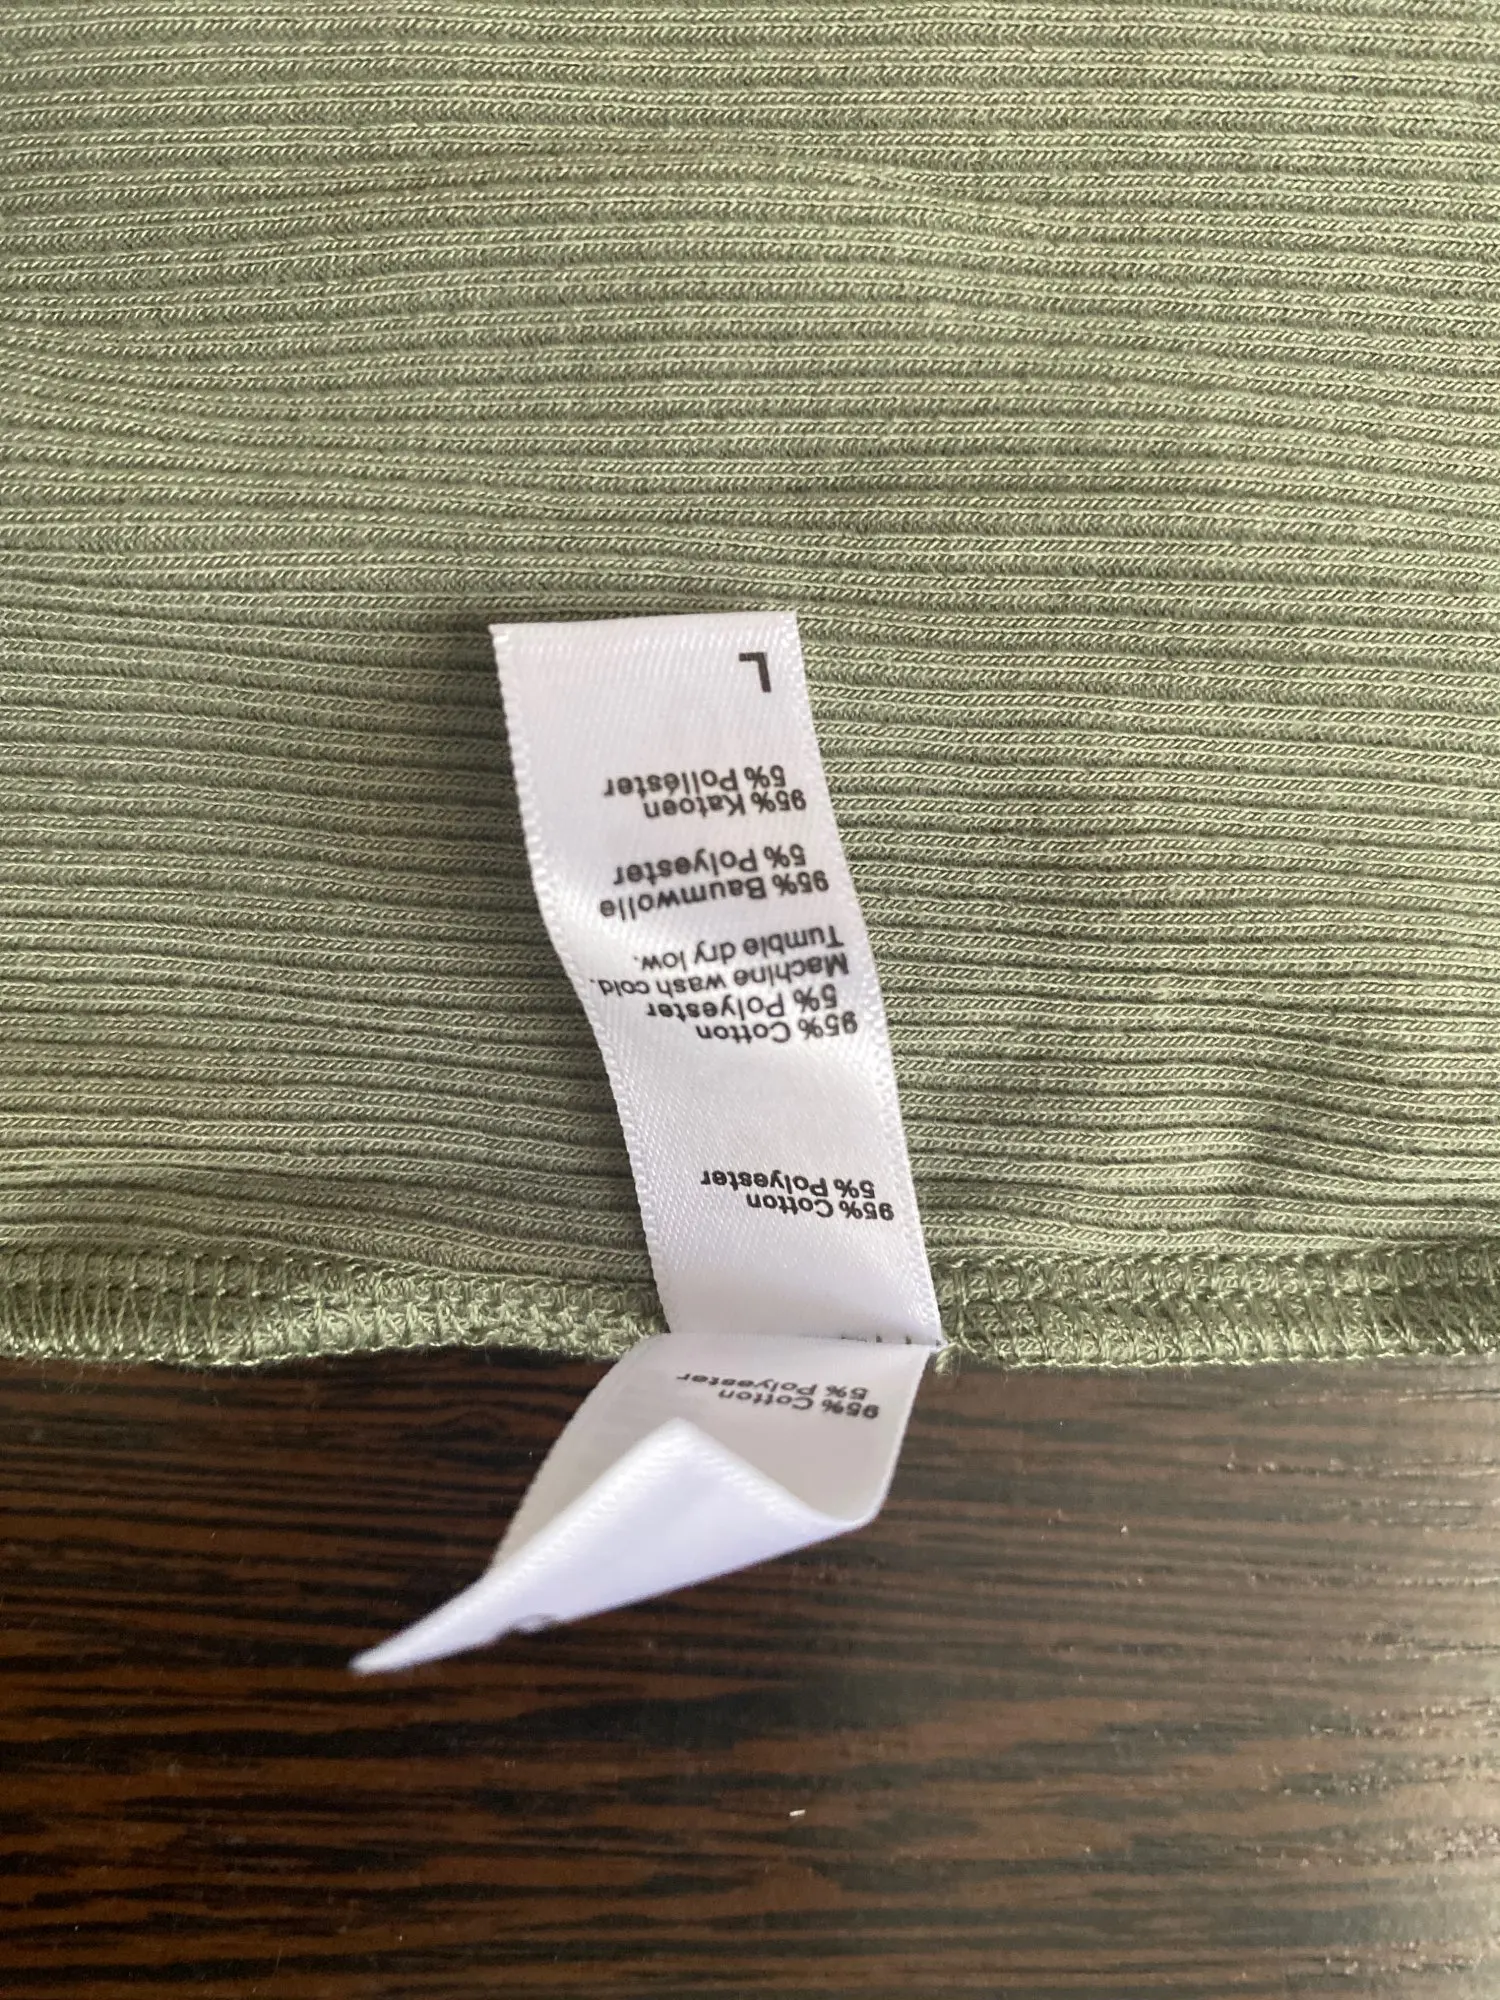 95% Cotton
5% Polyester
95% Cotton
5% Polyester
95% Cotton
5% Polyester
Machine wash cold.
Tumble dry low.
95% Baumwolle
5% Polyester
95% Katoen
5% Poliéster
L